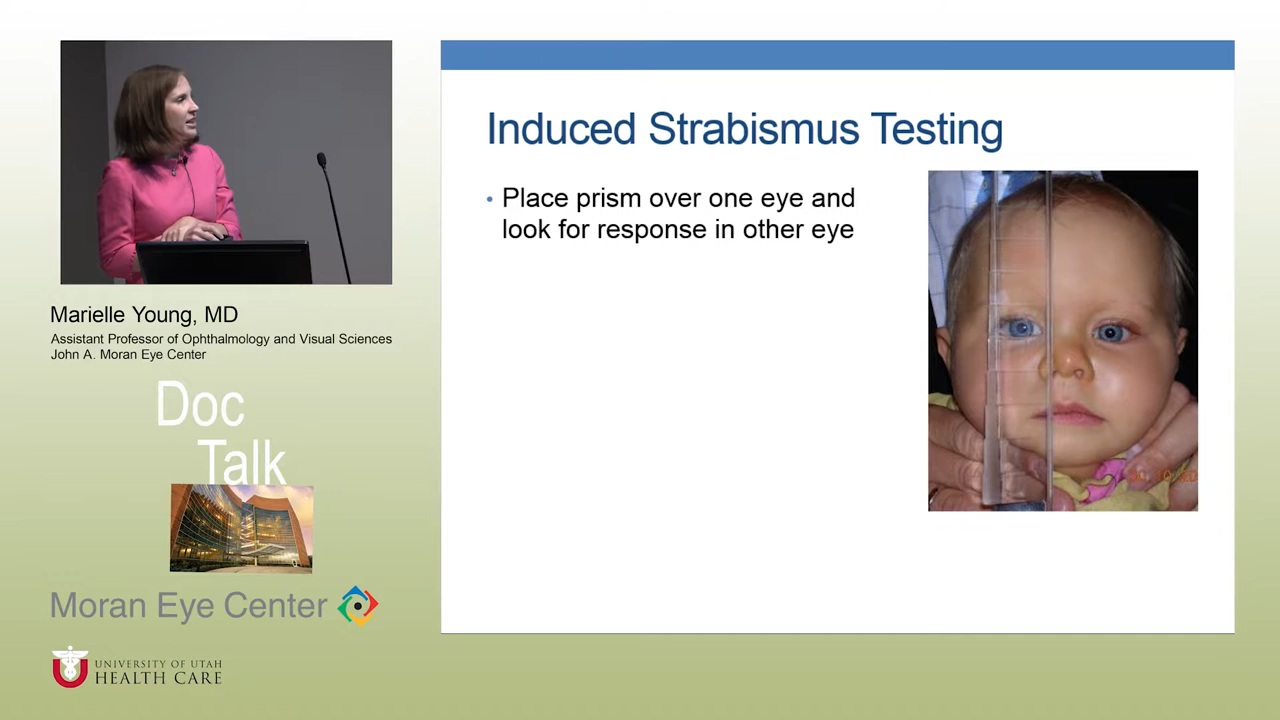 Induced Strabismus Testing
• Place prism over one eye and
look for response in other eye
Marielle Young, MD
Assistant Professor of Ophthalmology and Visual Sciences
John A. Moran Eye Center
Doc
Talk
Moran Eye Center
UNIVERSITY OF UTAH
HEALTH CARE